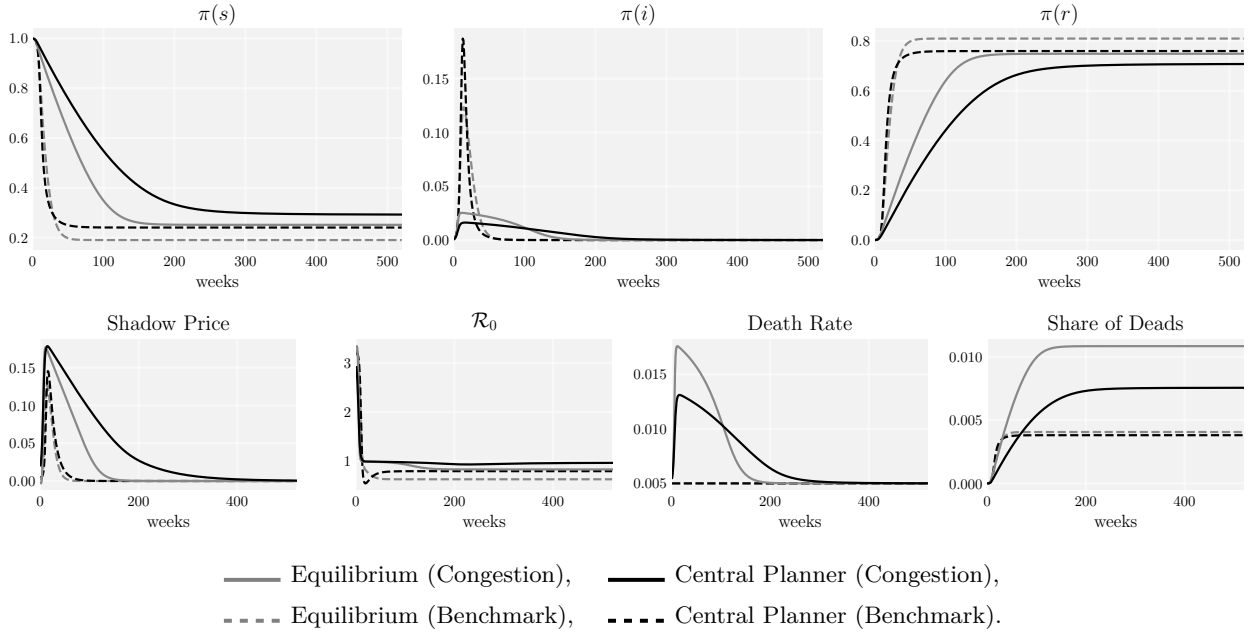 π(s) π(i) π(r)
1.0 0.8 0.6 0.4 0.2
0 100 200 300 400 500
weeks
0.15 0.10 0.05 0.00
0 100 200 300 400 500
weeks
0.8 0.6 0.4 0.2 0.0
0 100 200 300 400 500
weeks
Shadow Price R₀ Death Rate Share of Deads
0.15 0.10 0.05 0.00
0 200 400
weeks
3 2 1
0 200 400
weeks
0.015 0.010 0.005
0 200 400
weeks
0.010 0.005 0.000
0 200 400
weeks
Equilibrium (Congestion), Central Planner (Congestion),
Equilibrium (Benchmark), Central Planner (Benchmark).